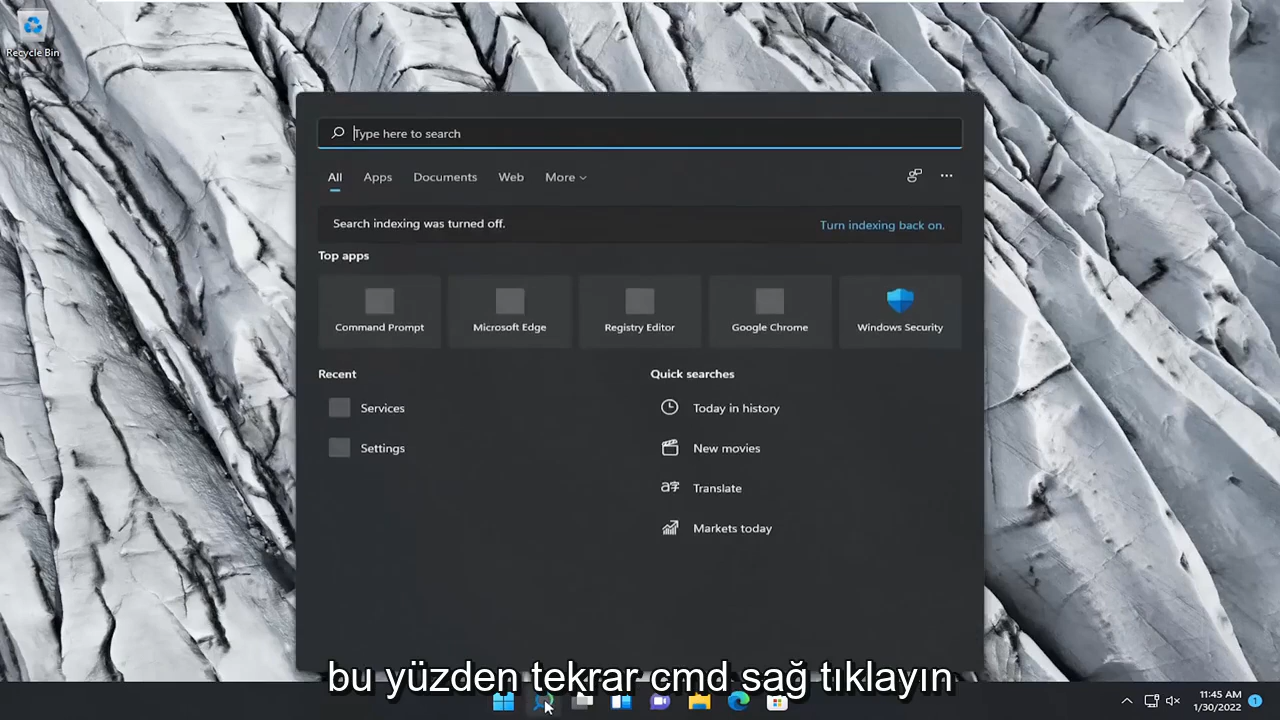 Recycle Bin
Type here to search
All Apps Documents Web More
Search indexing was turned off. Turn indexing back on.
Top apps
Command Prompt Microsoft Edge Registry Editor Google Chrome Windows Security
Recent Quick searches
Services Today in history
Settings New movies
Translate
Markets today
bu yüzden tekrar cmd sağ tıklayın
11:45 AM
1/30/2022 1